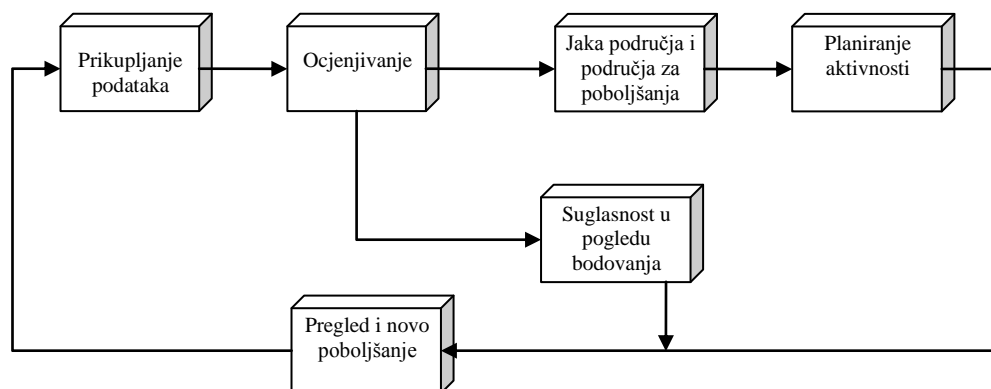 Prikupljanje
podataka
Ocjenjivanje
Jaka područja i
područja za
poboljšanja
Planiranje
aktivnosti
Suglasnost u
pogledu
bodovanja
Pregled i novo
poboljšanje